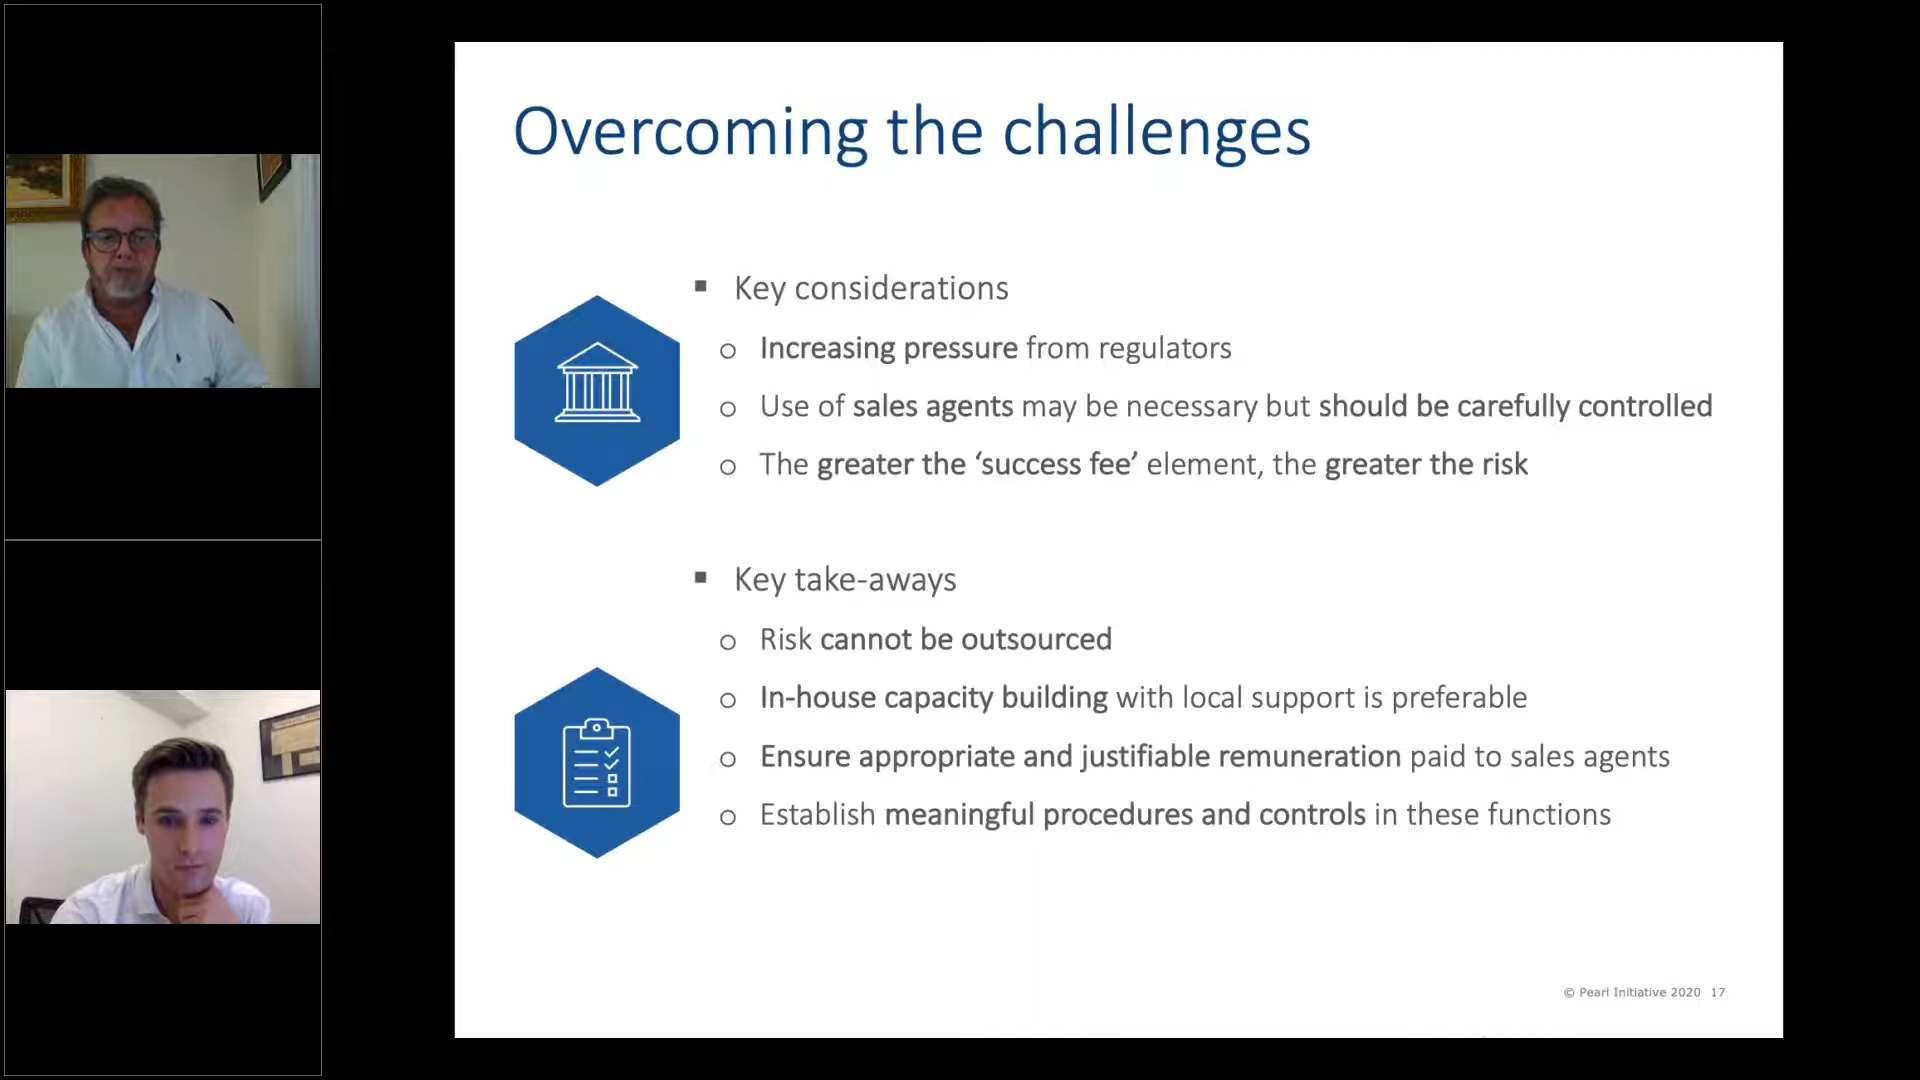 Overcoming the challenges
▪ Key considerations
o Increasing pressure from regulators
o Use of sales agents may be necessary but should be carefully controlled
o The greater the ‘success fee’ element, the greater the risk
▪ Key take-aways
o Risk cannot be outsourced
o In-house capacity building with local support is preferable
o Ensure appropriate and justifiable remuneration paid to sales agents
o Establish meaningful procedures and controls in these functions
© Pearl Initiative 2020 17